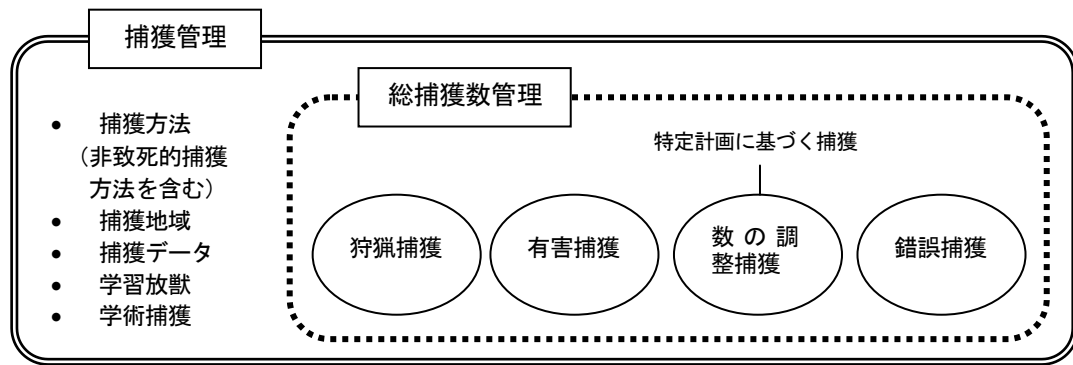 捕獲管理
総捕獲数管理
• 捕獲方法
（非致死的捕獲
方法を含む）
• 捕獲地域
• 捕獲データ
• 学習放獣
• 学術捕獲
特定計画に基づく捕獲
狩猟捕獲
有害捕獲
数の調
整捕獲
錯誤捕獲